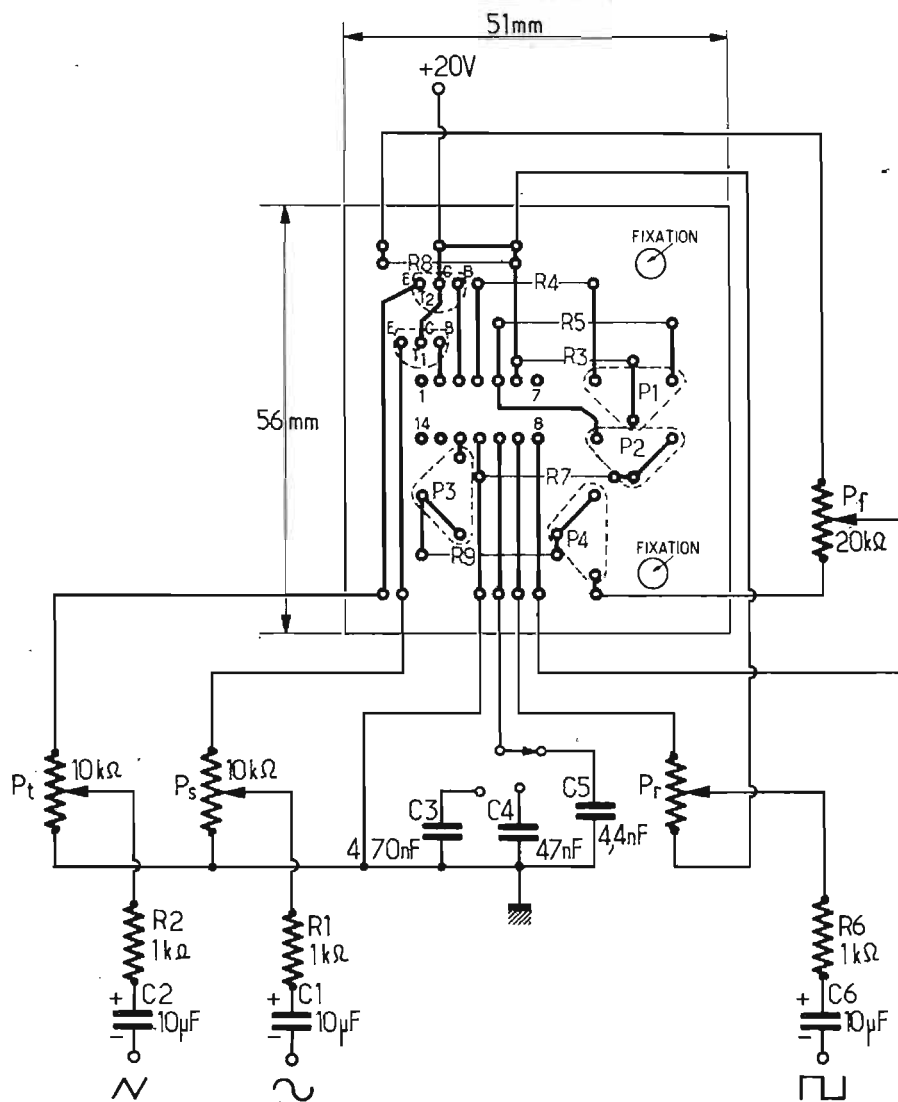 51mm
+20V
FIXATION
R8
E C B
T2
R4
R5
E C B
T1
R3
1 7
P1
56mm
14 8
P2
P3
R7
Pf
20kΩ
P4
R9
FIXATION
Pt
10kΩ
Ps
10kΩ
C3
C4
C5
Pr
4 70nF
47nF
4,4nF
R2
1kΩ
R1
1kΩ
R6
1kΩ
+ C2
10µF
-
+ C1
10µF
-
+ C6
10µF
-